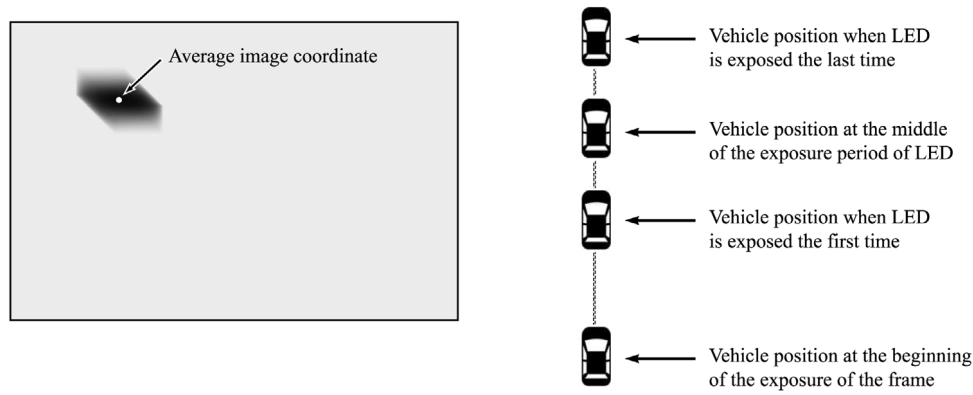 Average image coordinate
Vehicle position when LED
is exposed the last time
Vehicle position at the middle
of the exposure period of LED
Vehicle position when LED
is exposed the first time
Vehicle position at the beginning
of the exposure of the frame